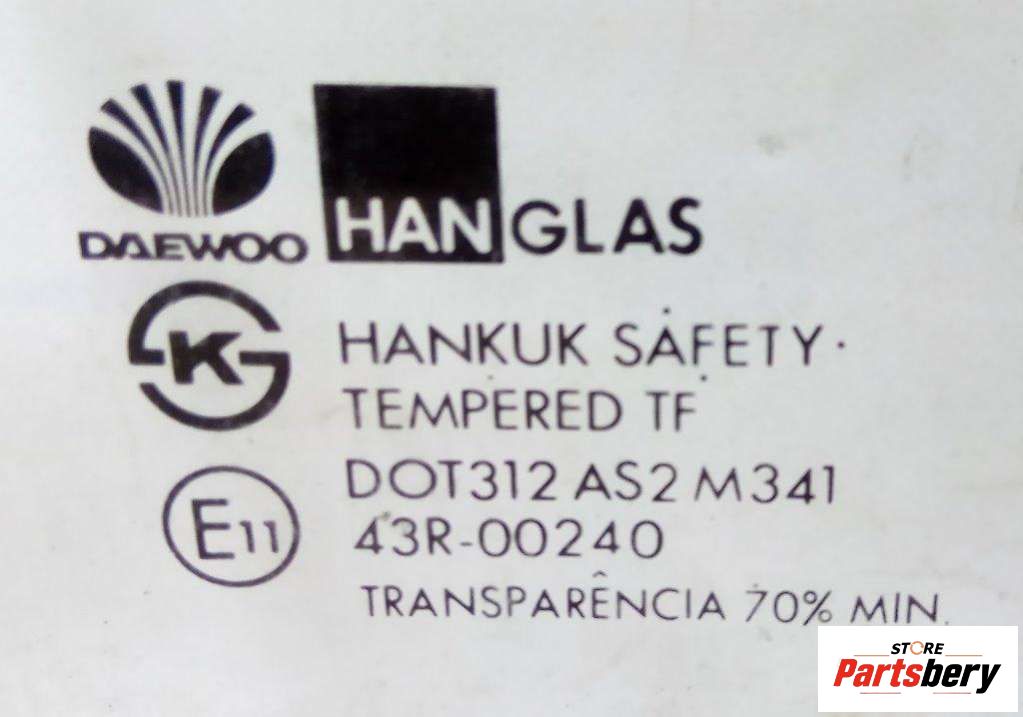 DAEWOO
HANGLAS
K
HANKUK SAFETY
TEMPERED TF
DOT312 AS2 M341
E11
43R-00240
TRANSPARÊNCIA 70% MIN.
STORE
Partsbery